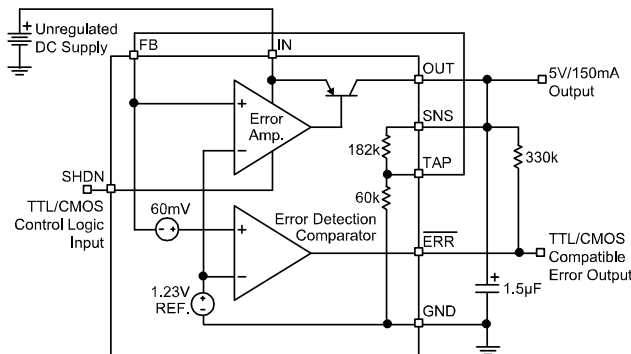 Unregulated
DC Supply
FB
IN
OUT
5V/150mA
Output
+
Error
Amp.
−
SNS
182k
330k
TAP
SHDN
60k
TTL/CMOS
Control Logic
Input
60mV
− +
+
−
Error Detection
Comparator
ERR
TTL/CMOS
Compatible
Error Output
1.23V
REF.
+
−
+
1.5µF
GND
+